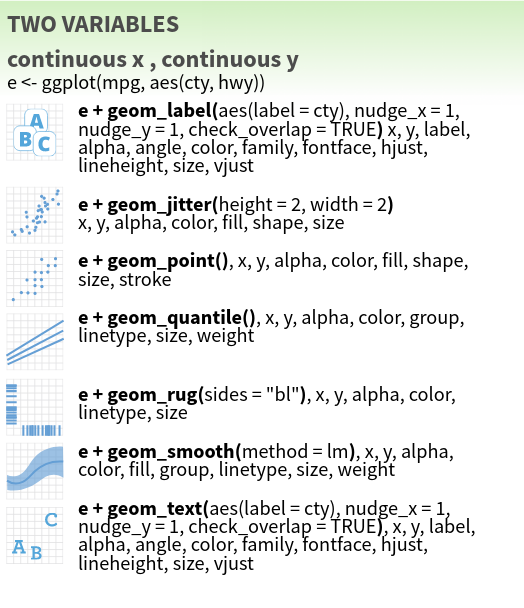 TWO VARIABLES
continuous x , continuous y
e <- ggplot(mpg, aes(cty, hwy))
A
B
C
e + geom_label(aes(label = cty), nudge_x = 1,
nudge_y = 1, check_overlap = TRUE) x, y, label,
alpha, angle, color, family, fontface, hjust,
lineheight, size, vjust
e + geom_jitter(height = 2, width = 2)
x, y, alpha, color, fill, shape, size
e + geom_point(), x, y, alpha, color, fill, shape,
size, stroke
e + geom_quantile(), x, y, alpha, color, group,
linetype, size, weight
e + geom_rug(sides = "bl"), x, y, alpha, color,
linetype, size
e + geom_smooth(method = lm), x, y, alpha,
color, fill, group, linetype, size, weight
C
A B
e + geom_text(aes(label = cty), nudge_x = 1,
nudge_y = 1, check_overlap = TRUE), x, y, label,
alpha, angle, color, family, fontface, hjust,
lineheight, size, vjust